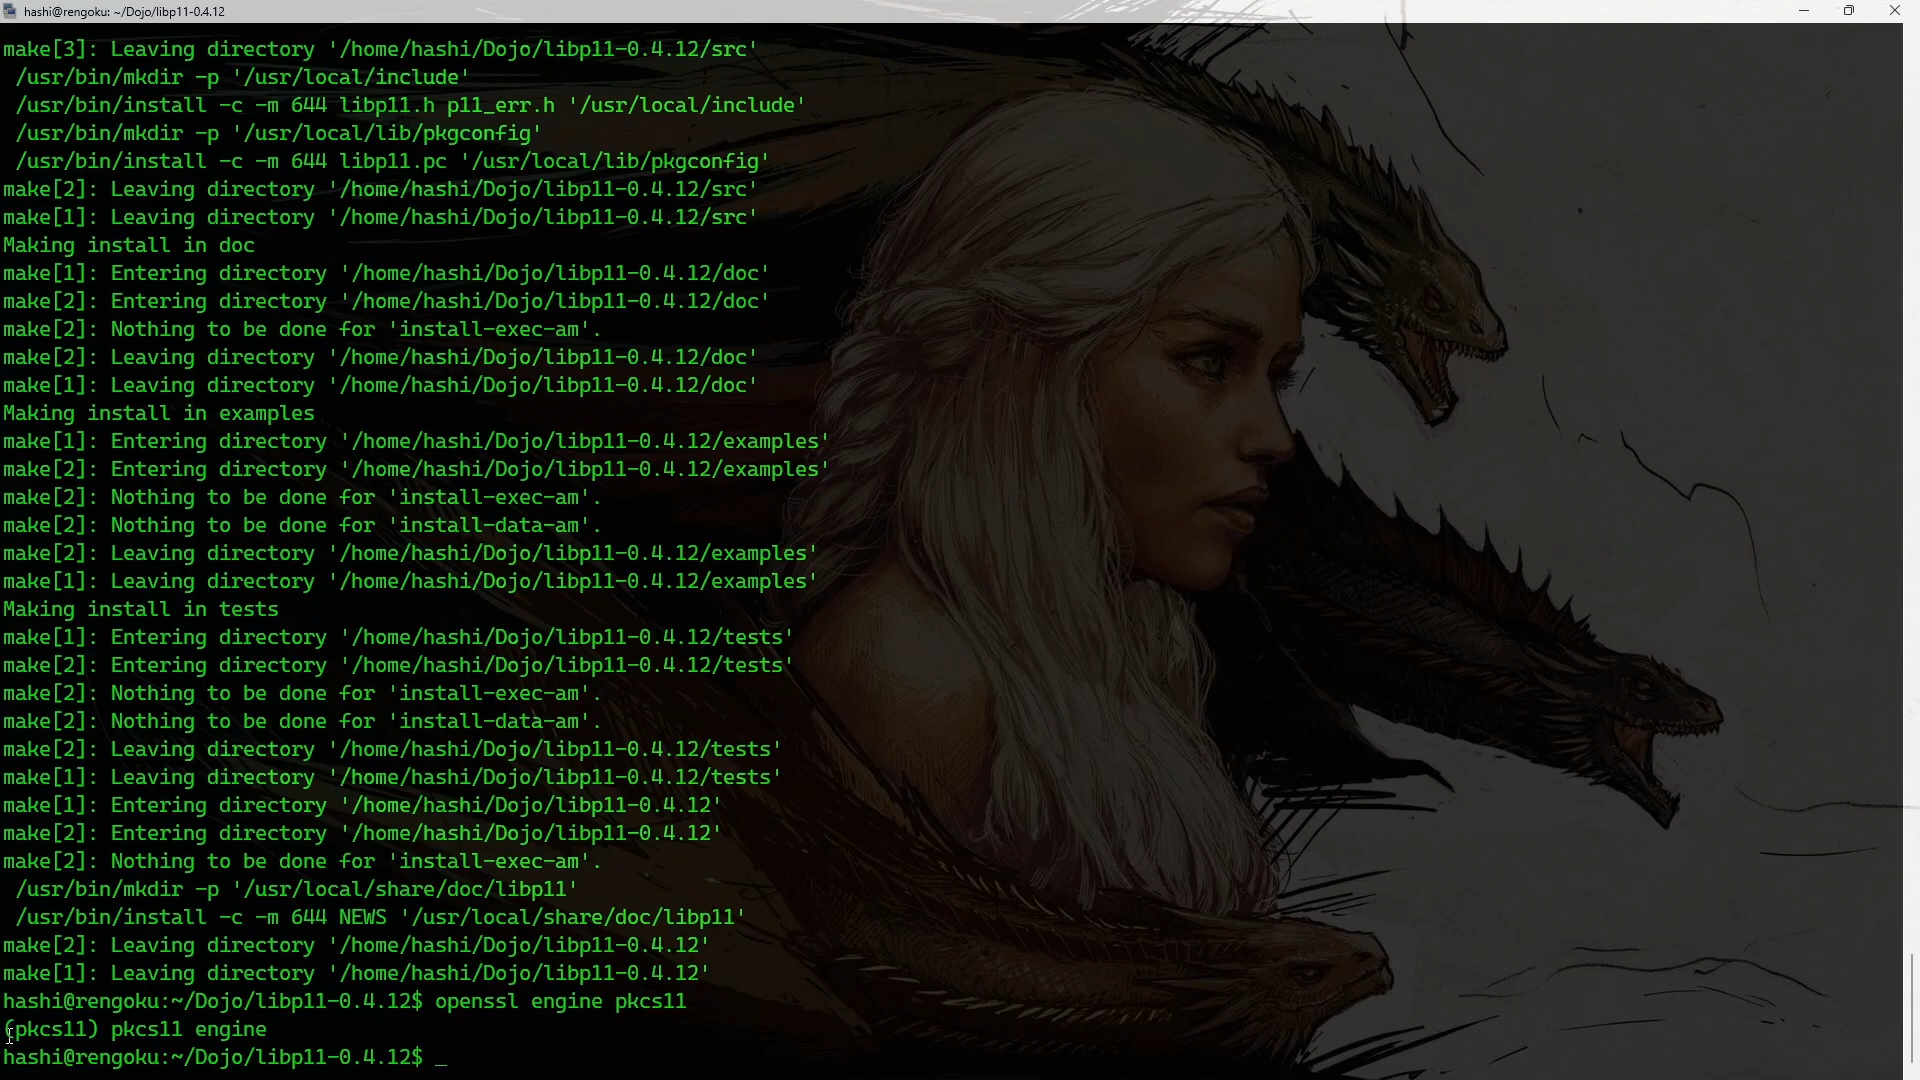 hashi@rengoku: ~/Dojo/libp11-0.4.12
make[3]: Leaving directory '/home/hashi/Dojo/libp11-0.4.12/src'
/usr/bin/mkdir -p '/usr/local/include'
/usr/bin/install -c -m 644 libp11.h p11_err.h '/usr/local/include'
/usr/bin/mkdir -p '/usr/local/lib/pkgconfig'
/usr/bin/install -c -m 644 libp11.pc '/usr/local/lib/pkgconfig'
make[2]: Leaving directory '/home/hashi/Dojo/libp11-0.4.12/src'
make[1]: Leaving directory '/home/hashi/Dojo/libp11-0.4.12/src'
Making install in doc
make[1]: Entering directory '/home/hashi/Dojo/libp11-0.4.12/doc'
make[2]: Entering directory '/home/hashi/Dojo/libp11-0.4.12/doc'
make[2]: Nothing to be done for 'install-exec-am'.
make[2]: Leaving directory '/home/hashi/Dojo/libp11-0.4.12/doc'
make[1]: Leaving directory '/home/hashi/Dojo/libp11-0.4.12/doc'
Making install in examples
make[1]: Entering directory '/home/hashi/Dojo/libp11-0.4.12/examples'
make[2]: Entering directory '/home/hashi/Dojo/libp11-0.4.12/examples'
make[2]: Nothing to be done for 'install-exec-am'.
make[2]: Nothing to be done for 'install-data-am'.
make[2]: Leaving directory '/home/hashi/Dojo/libp11-0.4.12/examples'
make[1]: Leaving directory '/home/hashi/Dojo/libp11-0.4.12/examples'
Making install in tests
make[1]: Entering directory '/home/hashi/Dojo/libp11-0.4.12/tests'
make[2]: Entering directory '/home/hashi/Dojo/libp11-0.4.12/tests'
make[2]: Nothing to be done for 'install-exec-am'.
make[2]: Nothing to be done for 'install-data-am'.
make[2]: Leaving directory '/home/hashi/Dojo/libp11-0.4.12/tests'
make[1]: Leaving directory '/home/hashi/Dojo/libp11-0.4.12/tests'
make[1]: Entering directory '/home/hashi/Dojo/libp11-0.4.12'
make[2]: Entering directory '/home/hashi/Dojo/libp11-0.4.12'
make[2]: Nothing to be done for 'install-exec-am'.
/usr/bin/mkdir -p '/usr/local/share/doc/libp11'
/usr/bin/install -c -m 644 NEWS '/usr/local/share/doc/libp11'
make[2]: Leaving directory '/home/hashi/Dojo/libp11-0.4.12'
make[1]: Leaving directory '/home/hashi/Dojo/libp11-0.4.12'
hashi@rengoku:~/Dojo/libp11-0.4.12$ openssl engine pkcs11
(pkcs11) pkcs11 engine
hashi@rengoku:~/Dojo/libp11-0.4.12$ _